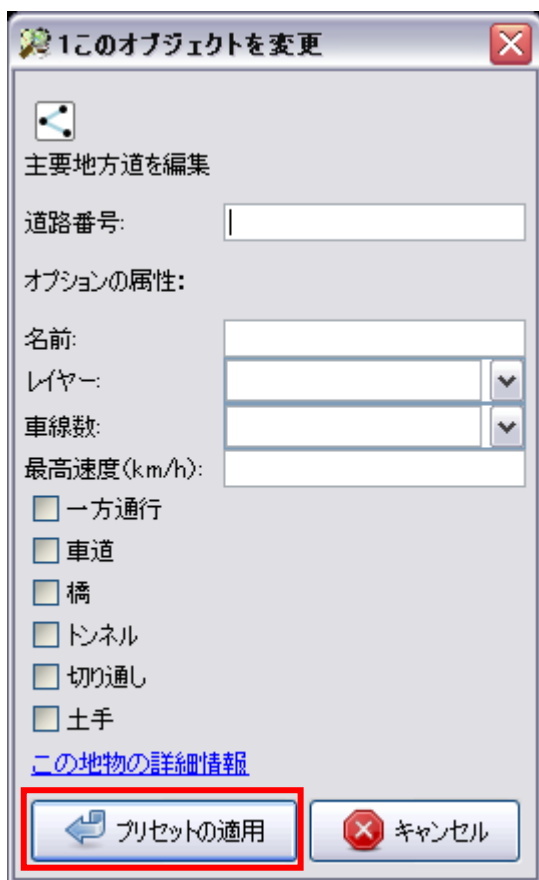 1このオブジェクトを変更
主要地方道を編集
道路番号:
オプションの属性:
名前:
レイヤー:
車線数:
最高速度(km/h):
一方通行
車道
橋
トンネル
切り通し
土手
この地物の詳細情報
プリセットの適用 キャンセル